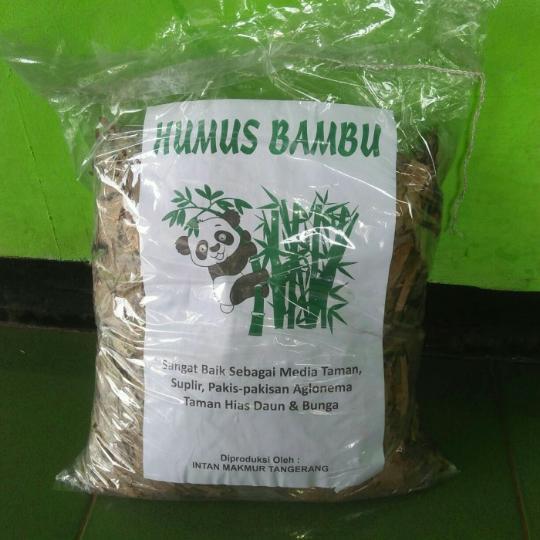 HUMUS BAMBU
Sangat Baik Sebagai Media Taman,
Suplir, Pakis-pakisan Aglonema
Taman Hias Daun & Bunga
Diproduksi Oleh :
INTAN MAKMUR TANGERANG